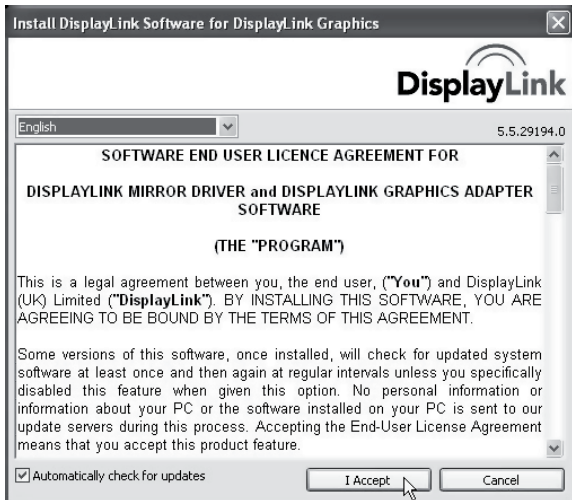 Install DisplayLink Software for DisplayLink Graphics
DisplayLink
English
5.5.29194.0
SOFTWARE END USER LICENCE AGREEMENT FOR
DISPLAYLINK MIRROR DRIVER and DISPLAYLINK GRAPHICS ADAPTER
SOFTWARE
(THE "PROGRAM")
This is a legal agreement between you, the end user, ("You") and DisplayLink
(UK) Limited ("DisplayLink"). BY INSTALLING THIS SOFTWARE, YOU ARE
AGREEING TO BE BOUND BY THE TERMS OF THIS AGREEMENT.
Some versions of this software, once installed, will check for updated system
software at least once and then again at regular intervals unless you specifically
disabled this feature when given this option. No personal information or
information about your PC or the software installed on your PC is sent to our
update servers during this process. Accepting the End-User License Agreement
means that you accept this product feature.
Automatically check for updates
I Accept
Cancel